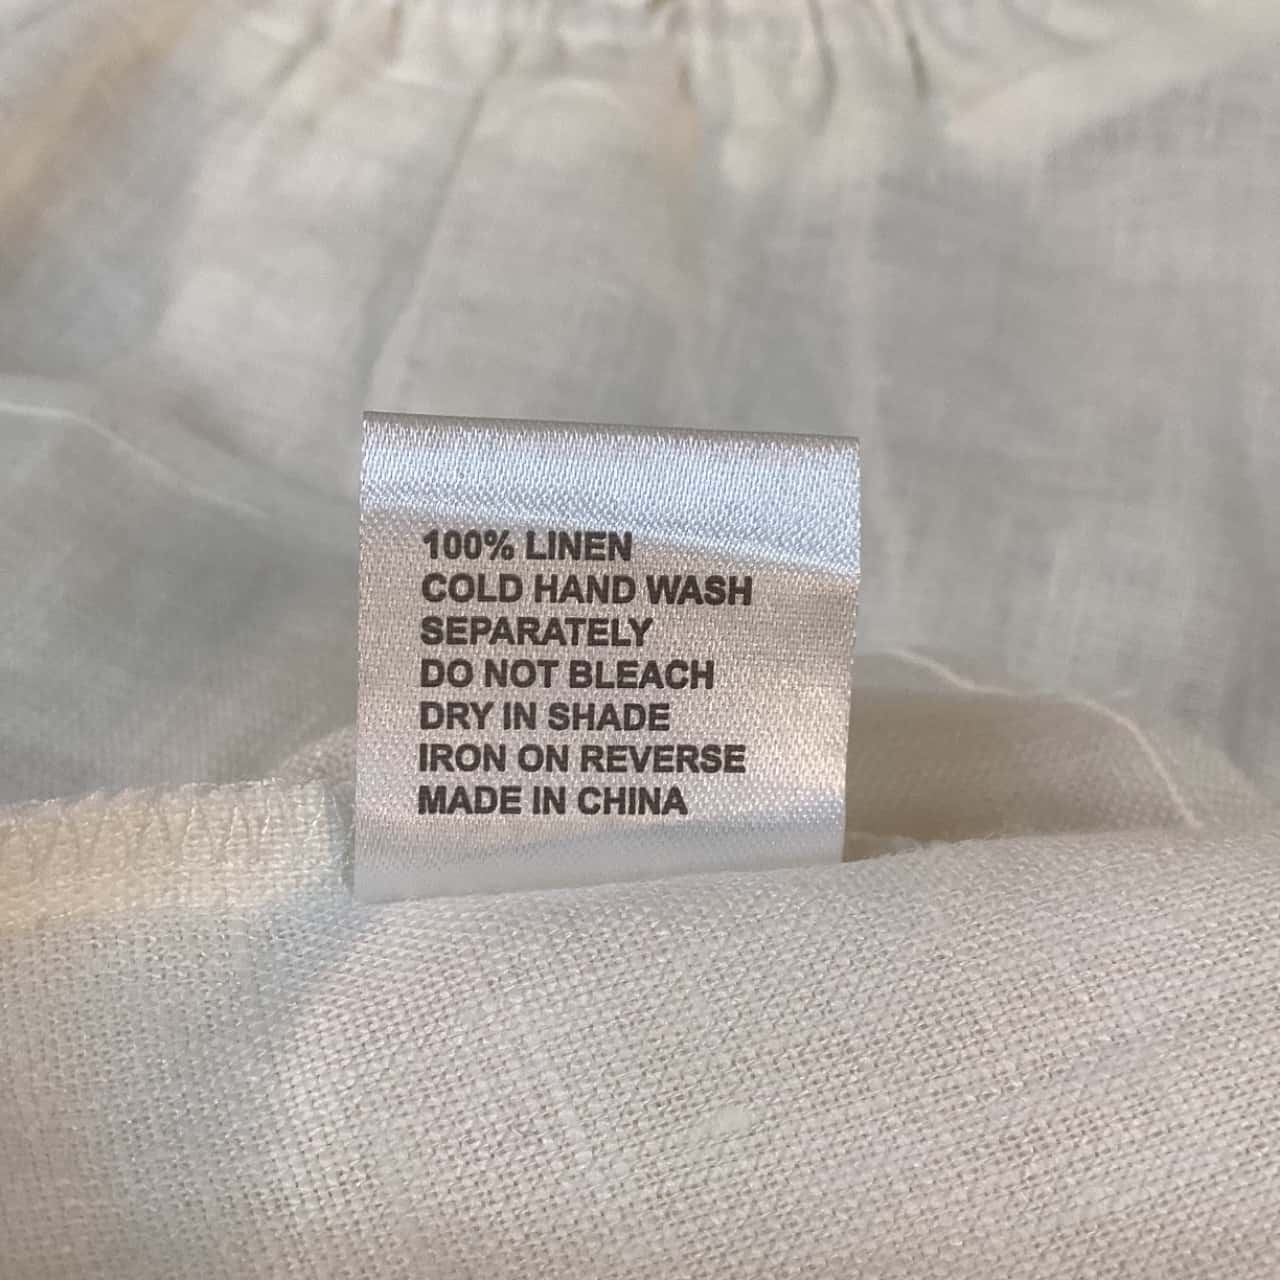 100% LINEN
COLD HAND WASH
SEPARATELY
DO NOT BLEACH
DRY IN SHADE
IRON ON REVERSE
MADE IN CHINA